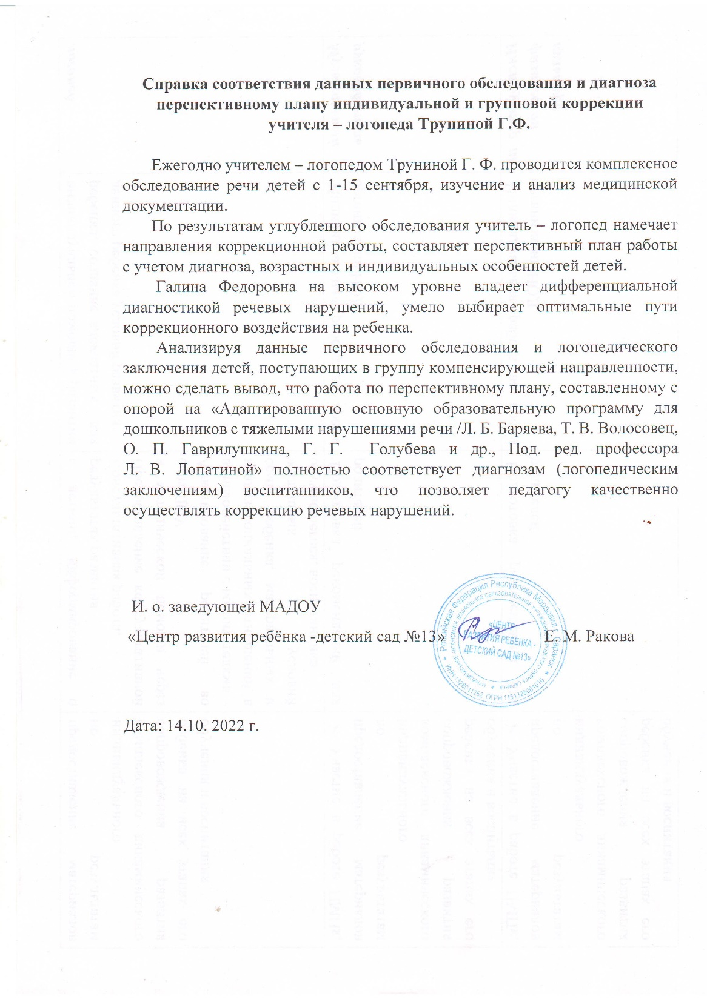 Справка соответствия данных первичного обследования и диагноза
перспективному плану индивидуальной и групповой коррекции
учителя – логопеда Труниной Г.Ф.
Ежегодно учителем – логопедом Труниной Г. Ф. проводится комплексное
обследование речи детей с 1-15 сентября, изучение и анализ медицинской
документации.
По результатам углубленного обследования учитель – логопед намечает
направления коррекционной работы, составляет перспективный план работы
с учетом диагноза, возрастных и индивидуальных особенностей детей.
Галина Федоровна на высоком уровне владеет дифференциальной
диагностикой речевых нарушений, умело выбирает оптимальные пути
коррекционного воздействия на ребенка.
Анализируя данные первичного обследования и логопедического
заключения детей, поступающих в группу компенсирующей направленности,
можно сделать вывод, что работа по перспективному плану, составленному с
опорой на «Адаптированную основную образовательную программу для
дошкольников с тяжелыми нарушениями речи /Л. Б. Баряева, Т. В. Волосовец,
О. П. Гаврилушкина, Г. Г. Голубева и др., Под. ред. профессора
Л. В. Лопатиной» полностью соответствует диагнозам (логопедическим
заключениям) воспитанников, что позволяет педагогу качественно
осуществлять коррекцию речевых нарушений.
И. о. заведующей МАДОУ
«Центр развития ребёнка -детский сад №13» Е. М. Ракова
Российская Федерация Республика Мордовия г. Саранск
ИНН 1328011252 ОГРН 1151328001010
«ЦЕНТР
РАЗВИТИЯ РЕБЕНКА -
ДЕТСКИЙ САД №13»
Дата: 14.10. 2022 г.